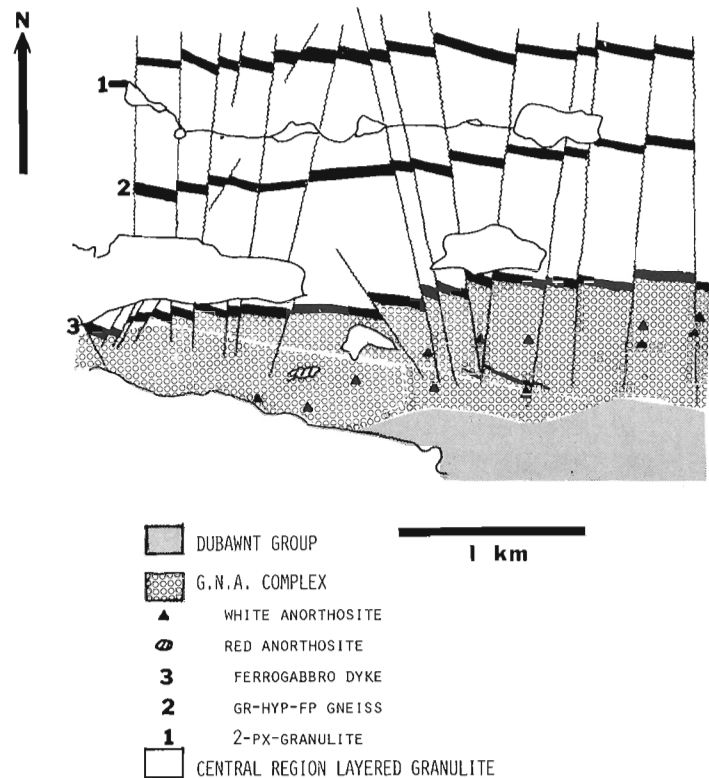 N
1
2
3
DUBAWNT GROUP
1 km
G.N.A. COMPLEX
WHITE ANORTHOSITE
RED ANORTHOSITE
3 FERROGABBRO DYKE
2 GR-HYP-FP GNEISS
1 2-PX-GRANULITE
CENTRAL REGION LAYERED GRANULITE